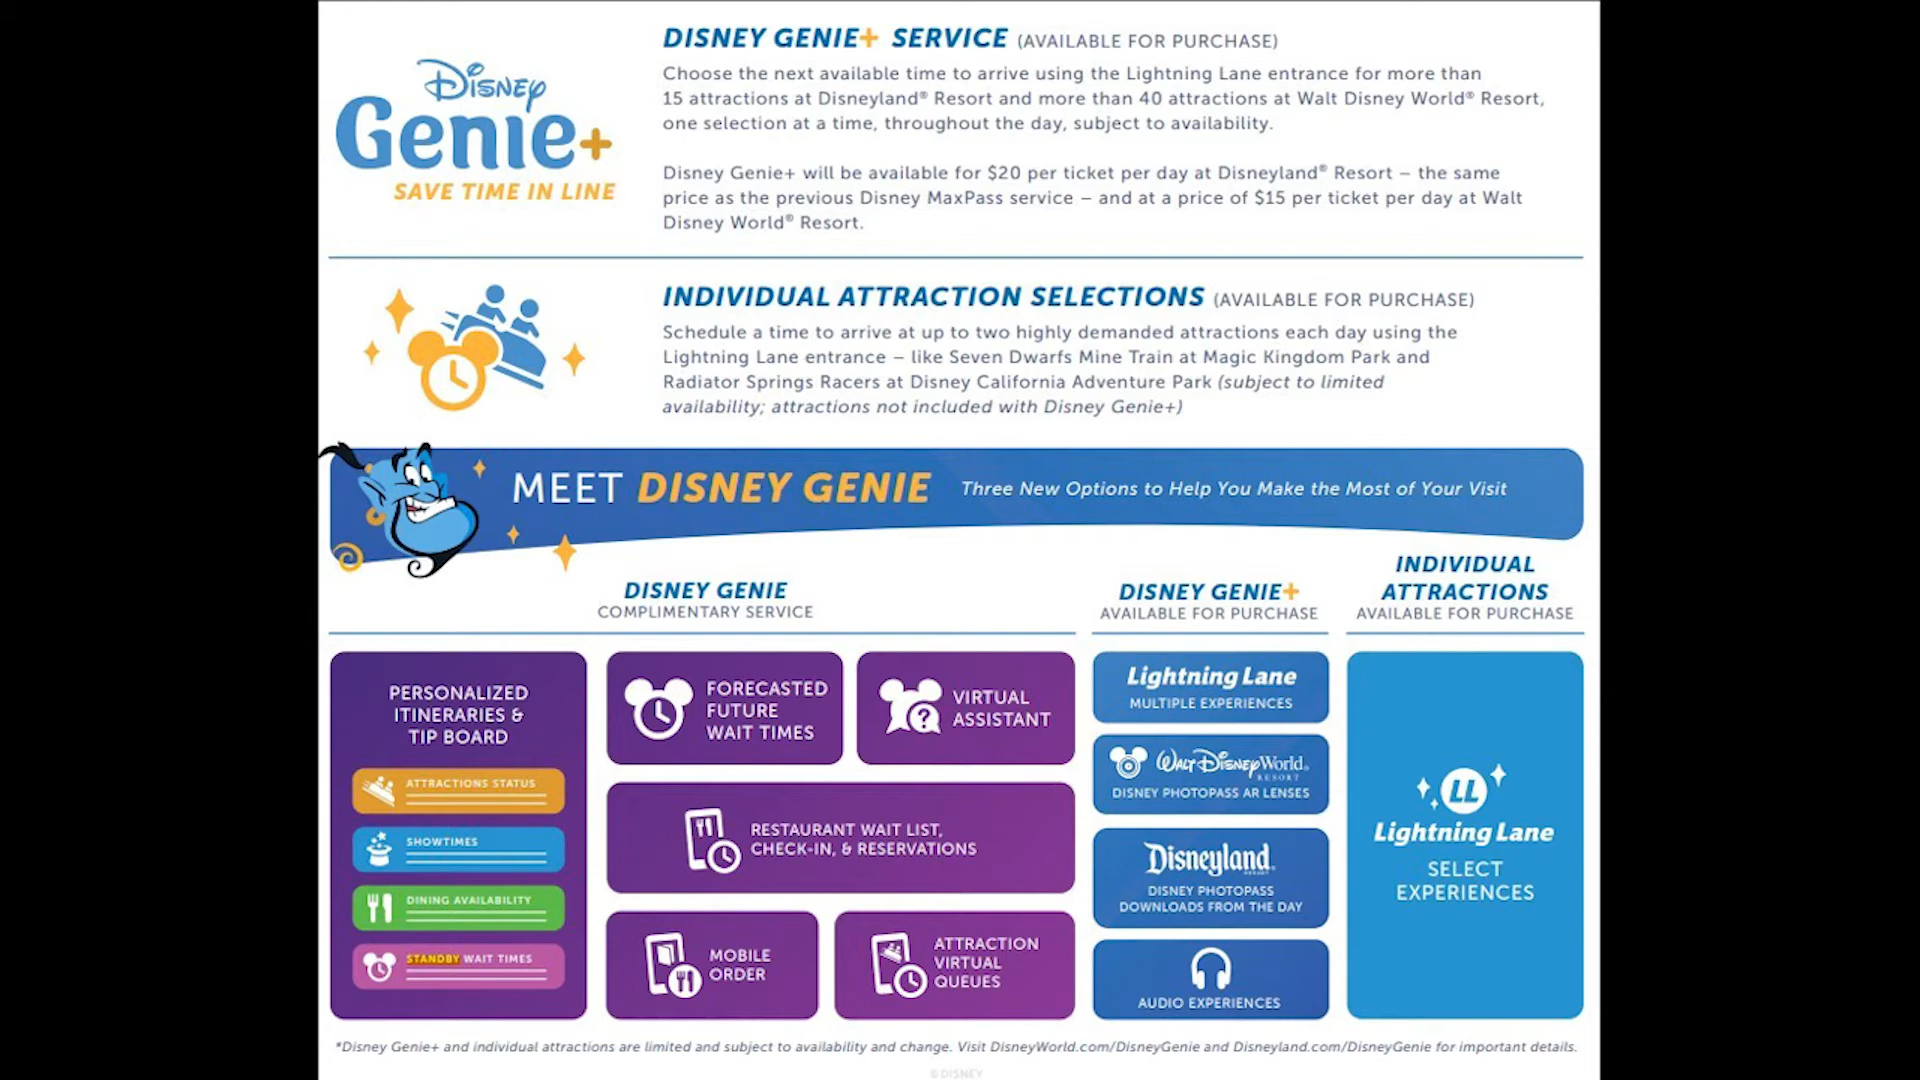 Disney
Genie+
SAVE TIME IN LINE
DISNEY GENIE+ SERVICE (AVAILABLE FOR PURCHASE)
Choose the next available time to arrive using the Lightning Lane entrance for more than
15 attractions at Disneyland® Resort and more than 40 attractions at Walt Disney World® Resort,
one selection at a time, throughout the day, subject to availability.
Disney Genie+ will be available for $20 per ticket per day at Disneyland® Resort – the same
price as the previous Disney MaxPass service – and at a price of $15 per ticket per day at Walt
Disney World® Resort.
INDIVIDUAL ATTRACTION SELECTIONS (AVAILABLE FOR PURCHASE)
Schedule a time to arrive at up to two highly demanded attractions each day using the
Lightning Lane entrance – like Seven Dwarfs Mine Train at Magic Kingdom Park and
Radiator Springs Racers at Disney California Adventure Park (subject to limited
availability; attractions not included with Disney Genie+)
MEET DISNEY GENIE Three New Options to Help You Make the Most of Your Visit
DISNEY GENIE
COMPLIMENTARY SERVICE
PERSONALIZED
ITINERARIES &
TIP BOARD
ATTRACTIONS STATUS
SHOWTIMES
DINING AVAILABILITY
STANDBY WAIT TIMES
FORECASTED
FUTURE
WAIT TIMES
VIRTUAL
ASSISTANT
RESTAURANT WAIT LIST,
CHECK-IN, & RESERVATIONS
MOBILE
ORDER
ATTRACTION
VIRTUAL
QUEUES
DISNEY GENIE+
AVAILABLE FOR PURCHASE
Lightning Lane
MULTIPLE EXPERIENCES
Walt Disney World®
RESORT
DISNEY PHOTOPASS AR LENSES
Disneyland®
RESORT
DISNEY PHOTOPASS
DOWNLOADS FROM THE DAY
AUDIO EXPERIENCES
INDIVIDUAL
ATTRACTIONS
AVAILABLE FOR PURCHASE
LL
Lightning Lane
SELECT
EXPERIENCES
*Disney Genie+ and individual attractions are limited and subject to availability and change. Visit DisneyWorld.com/DisneyGenie and Disneyland.com/DisneyGenie for important details.
© DISNEY